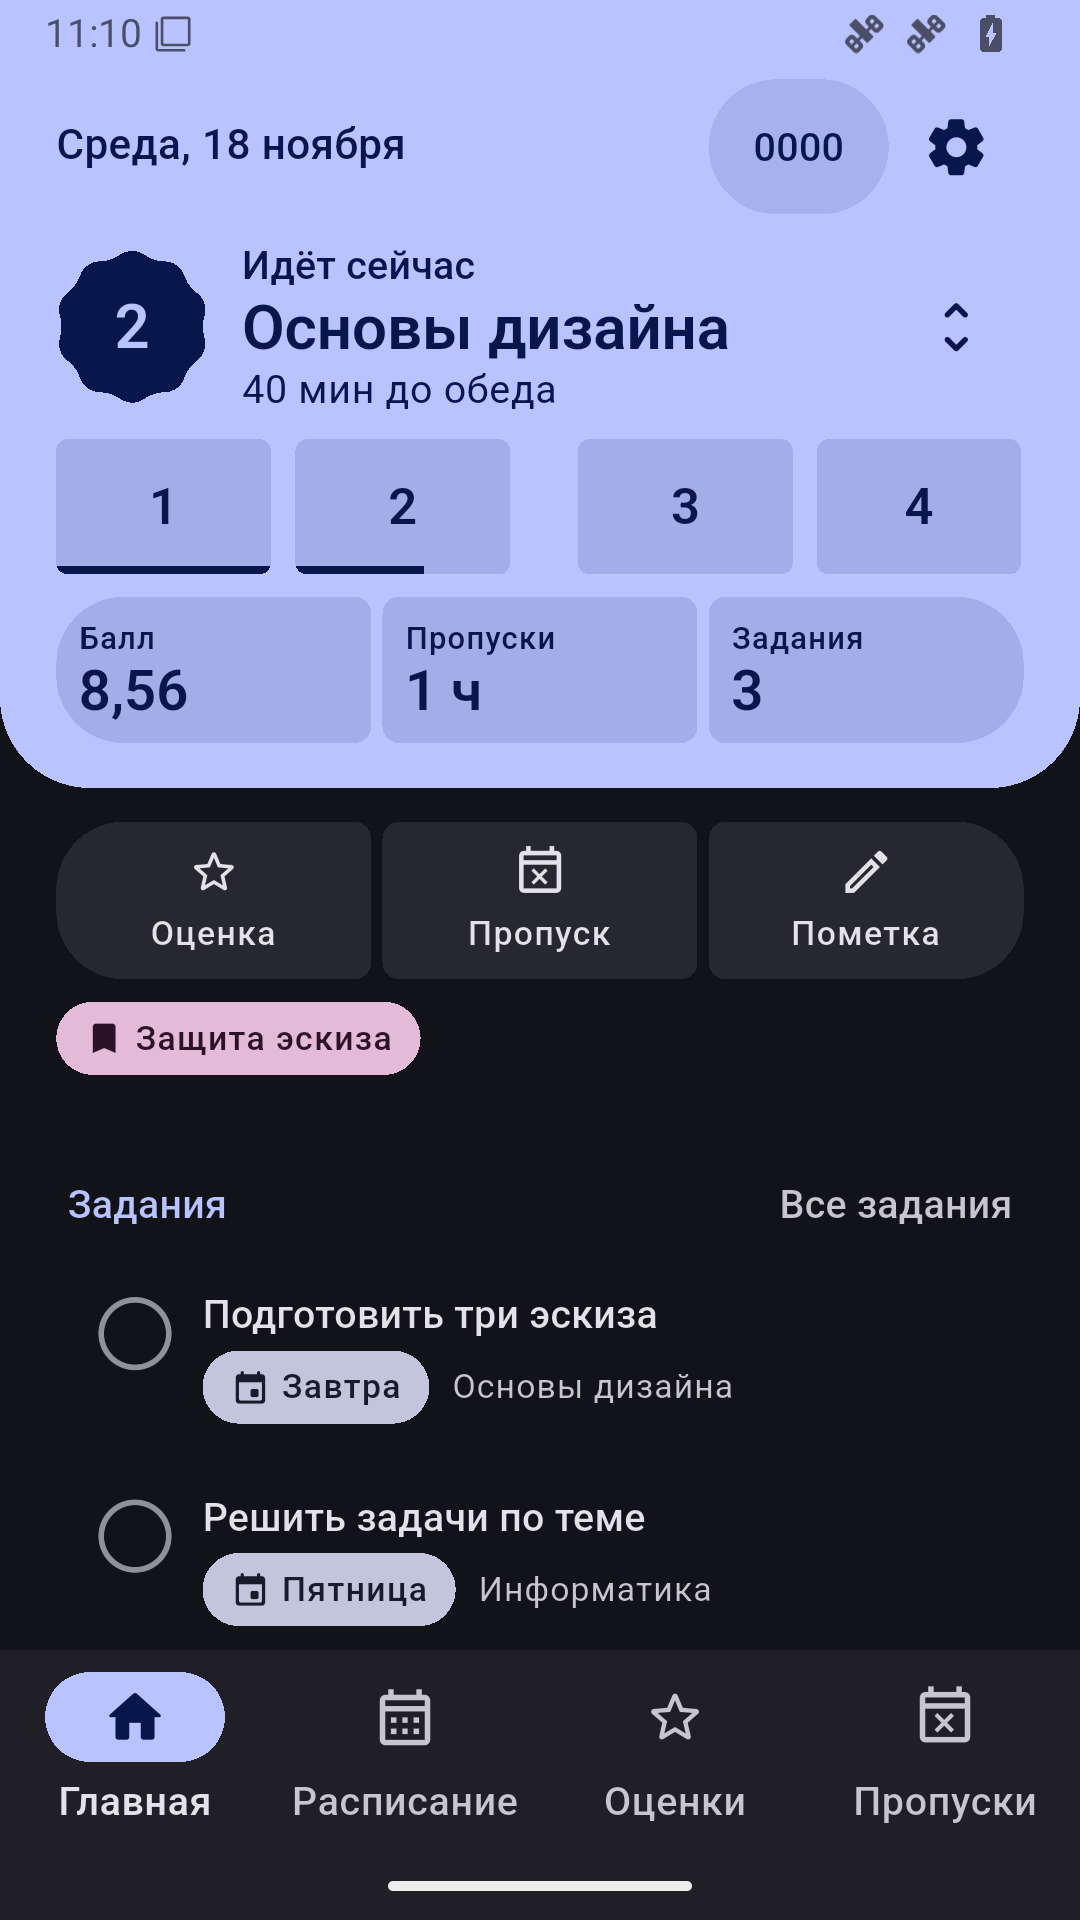 11:10
Среда, 18 ноября
0000
Идёт сейчас
2
Основы дизайна
40 мин до обеда
1 2 3 4
Балл Пропуски Задания
8,56 1 ч 3
Оценка Пропуск Пометка
Защита эскиза
Задания Все задания
Подготовить три эскиза
Завтра Основы дизайна
Решить задачи по теме
Пятница Информатика
Главная Расписание Оценки Пропуски